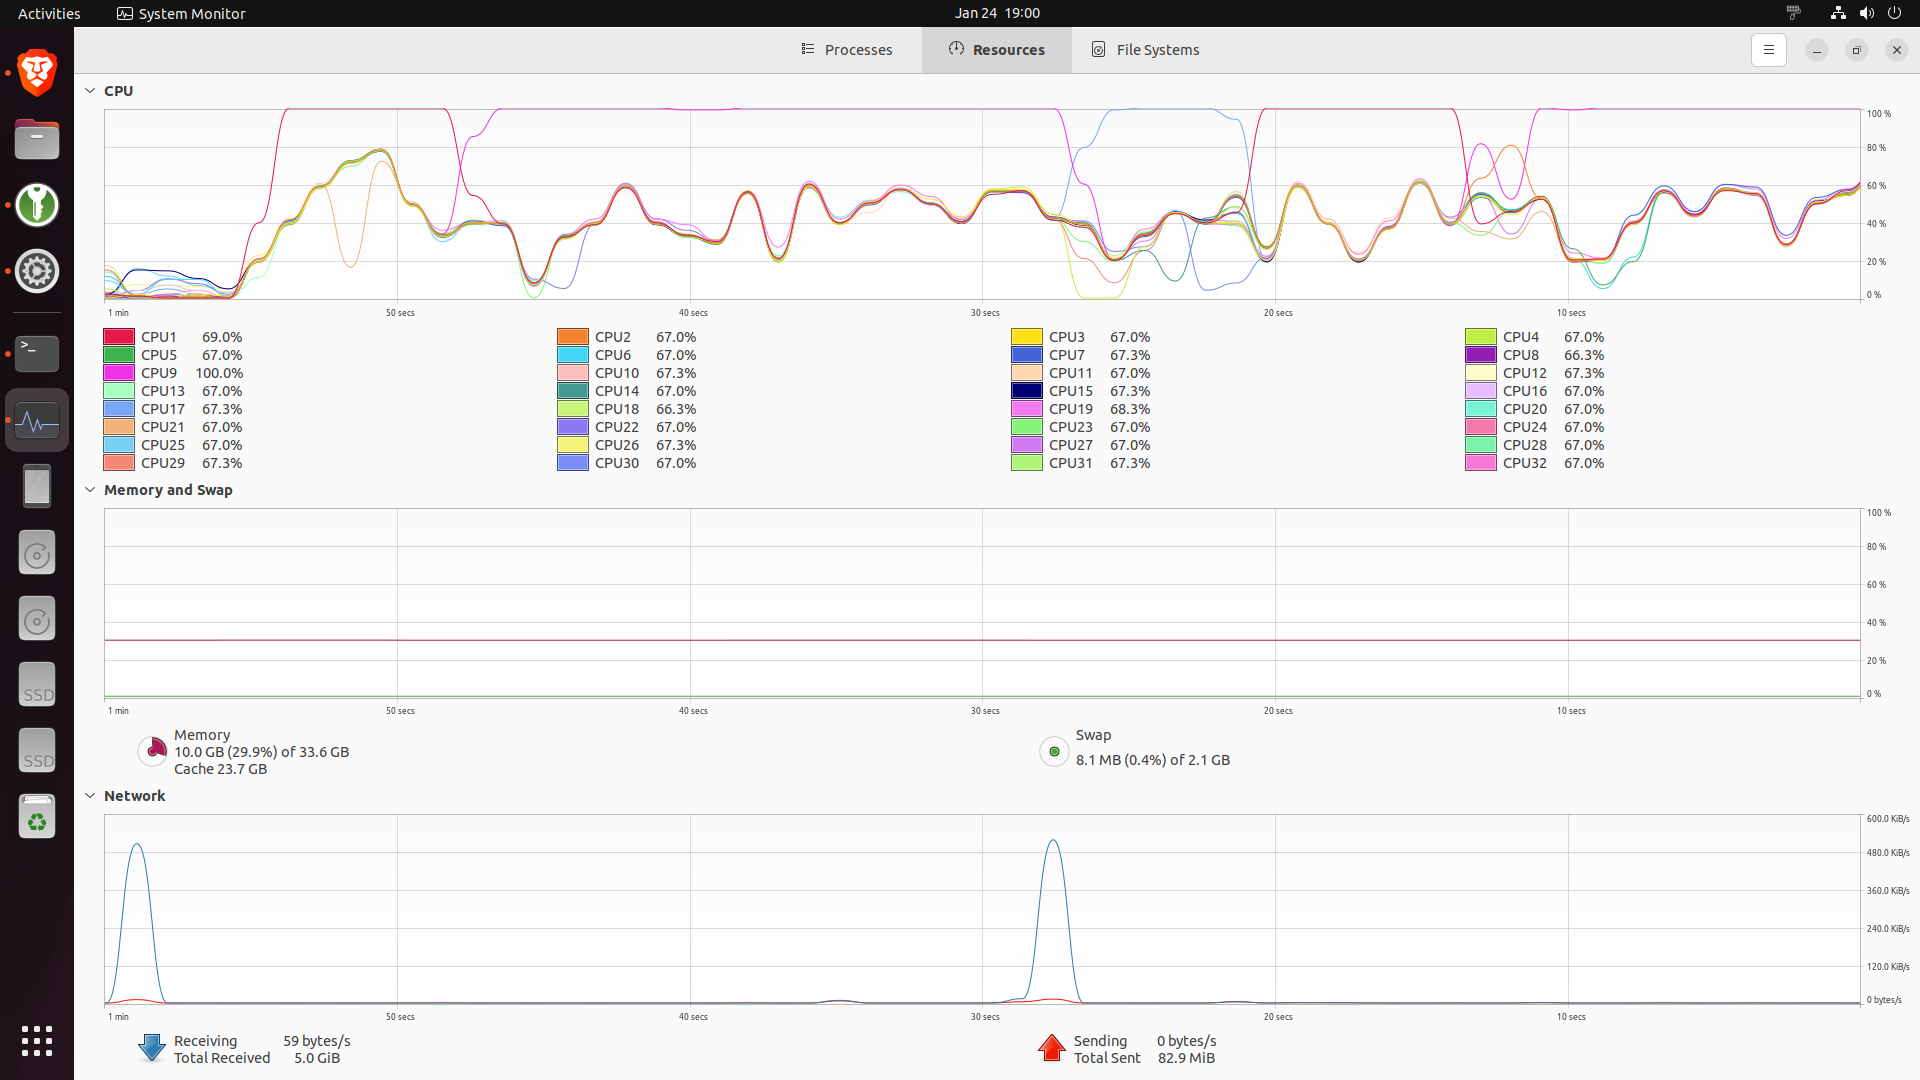 Activities System Monitor Jan 24 19:00
Processes Resources File Systems
CPU
100 %
80 %
60 %
40 %
20 %
0 %
1 min 50 secs 40 secs 30 secs 20 secs 10 secs
CPU1 69.0% CPU2 67.0% CPU3 67.0% CPU4 67.0%
CPU5 67.0% CPU6 67.0% CPU7 67.3% CPU8 66.3%
CPU9 100.0% CPU10 67.3% CPU11 67.0% CPU12 67.3%
CPU13 67.0% CPU14 67.0% CPU15 67.3% CPU16 67.0%
CPU17 67.3% CPU18 66.3% CPU19 68.3% CPU20 67.0%
CPU21 67.0% CPU22 67.0% CPU23 67.0% CPU24 67.0%
CPU25 67.0% CPU26 67.3% CPU27 67.0% CPU28 67.0%
CPU29 67.3% CPU30 67.0% CPU31 67.3% CPU32 67.0%
Memory and Swap
100 %
80 %
60 %
40 %
20 %
0 %
1 min 50 secs 40 secs 30 secs 20 secs 10 secs
Memory
10.0 GB (29.9%) of 33.6 GB
Cache 23.7 GB
Swap
8.1 MB (0.4%) of 2.1 GB
Network
600.0 KiB/s
480.0 KiB/s
360.0 KiB/s
240.0 KiB/s
120.0 KiB/s
0 bytes/s
1 min 50 secs 40 secs 30 secs 20 secs 10 secs
Receiving 59 bytes/s
Total Received 5.0 GiB
Sending 0 bytes/s
Total Sent 82.9 MiB
>_
SSD
SSD